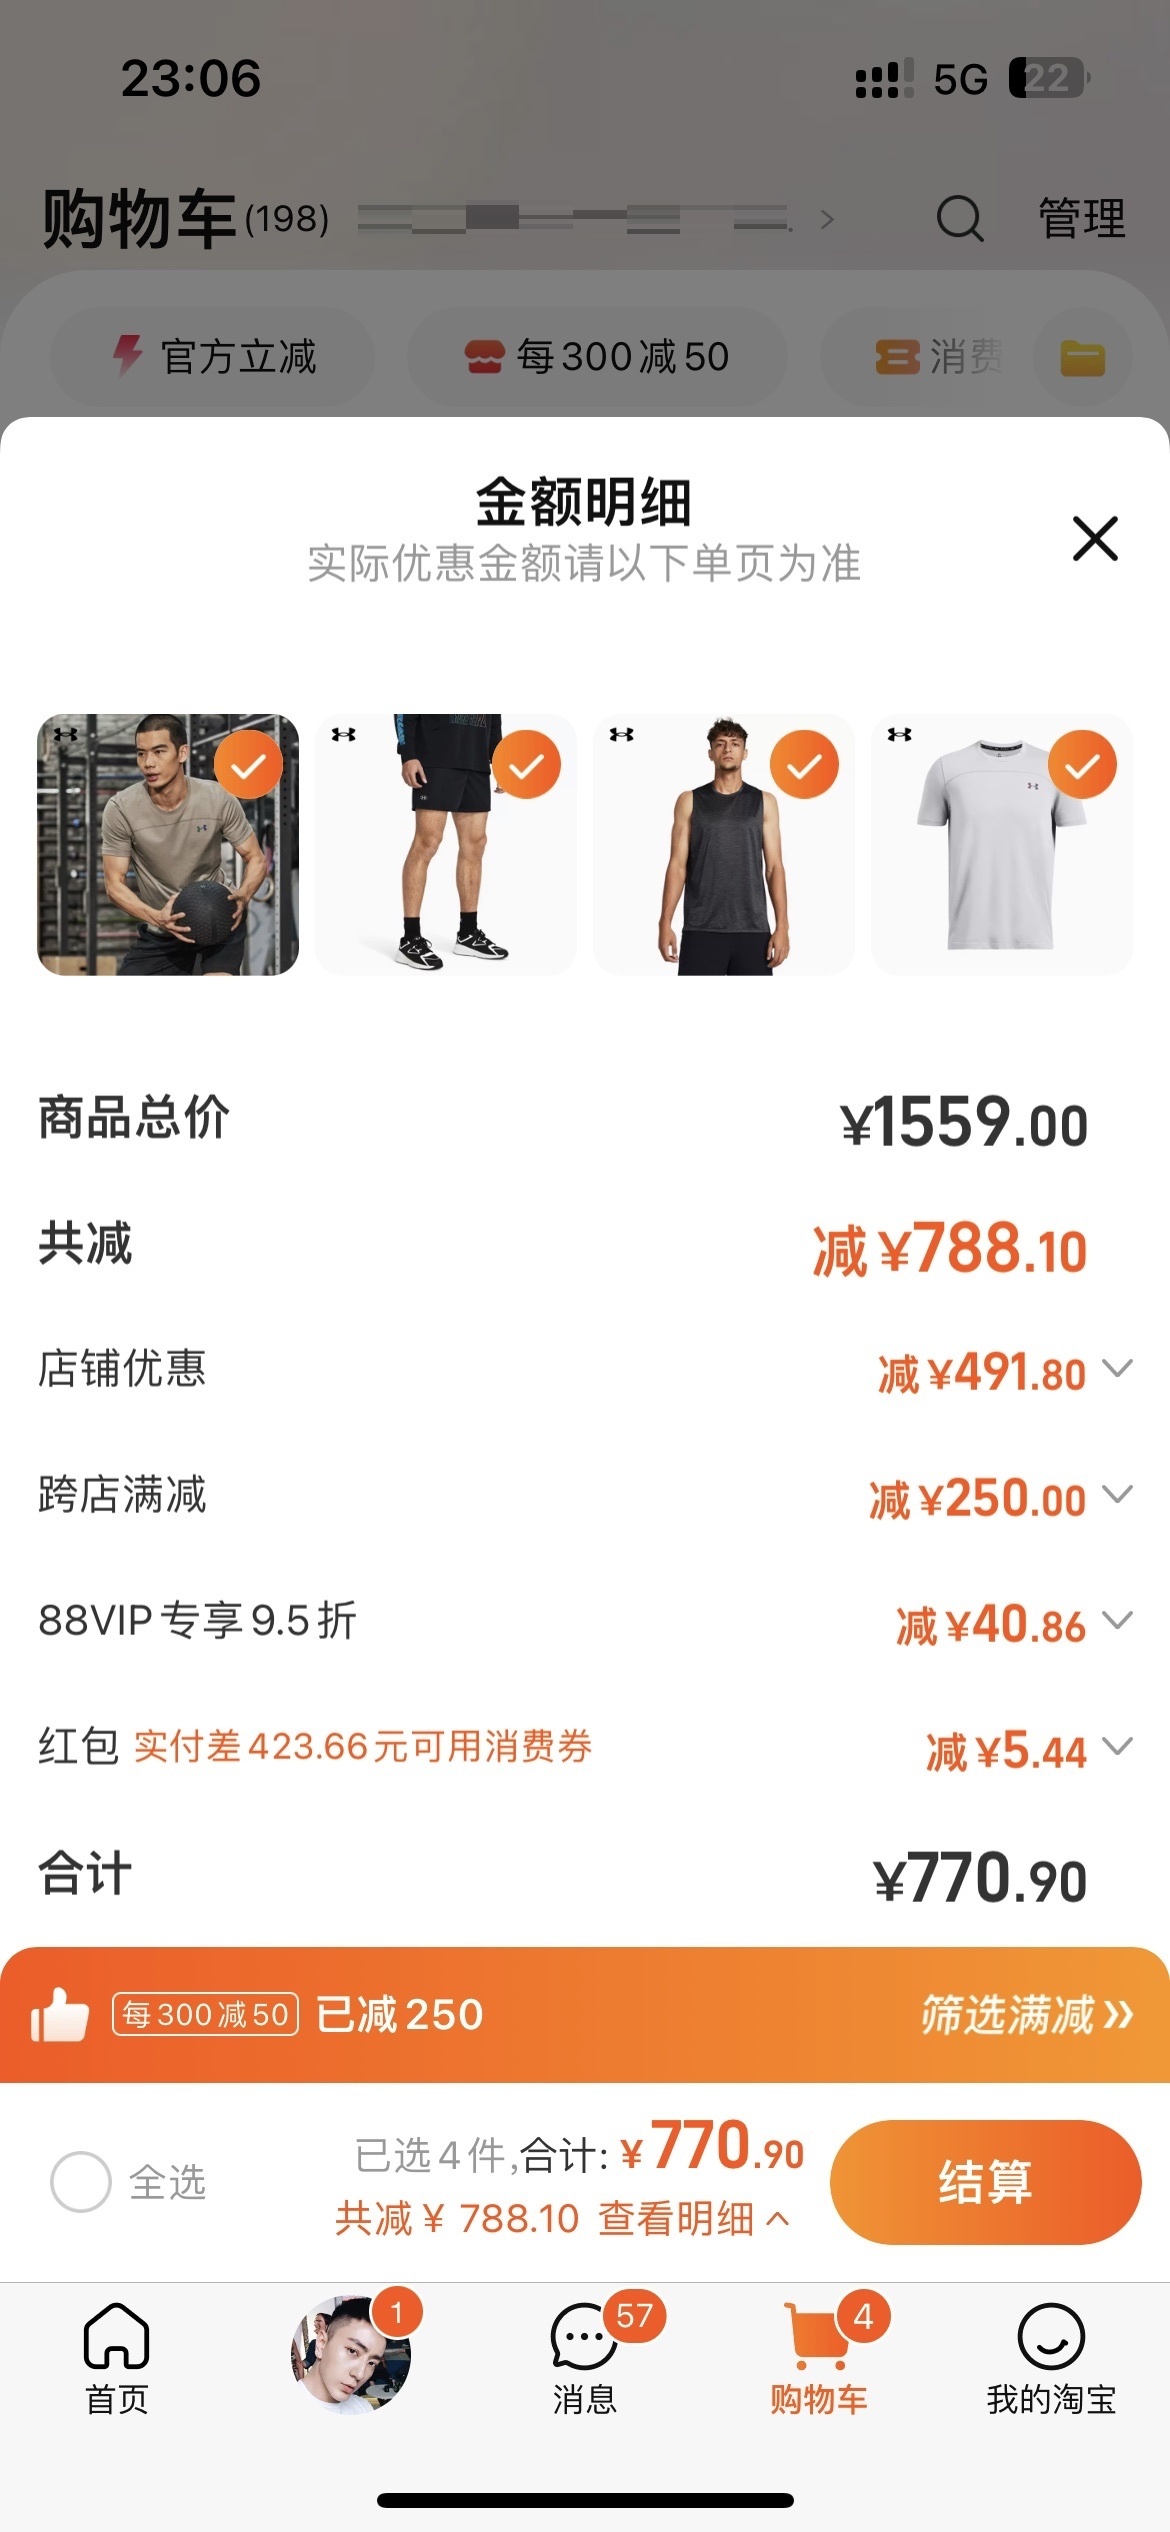 23:06
5G 22
购物车(198)
管理
官方立减
每300减50
消费
金额明细
实际优惠金额请以下单页为准
商品总价 ¥1559.00
共减 减¥788.10
店铺优惠 减¥491.80
跨店满减 减¥250.00
88VIP专享9.5折 减¥40.86
红包 实付差423.66元可用消费券 减¥5.44
合计 ¥770.90
每300减50 已减250 筛选满减
全选
已选4件,合计: ¥770.90
共减¥ 788.10 查看明细
结算
1
57
4
首页
消息
购物车
我的淘宝